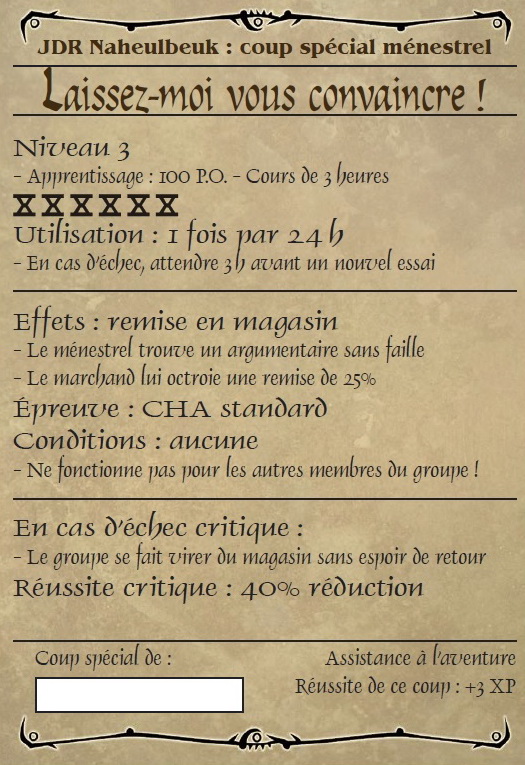 JDR Naheulbeuk : coup spécial ménestrel
Laissez-moi vous convaincre !
Niveau 3
- Apprentissage : 100 P.O. - Cours de 3 heures
XXXXXX
Utilisation : 1 fois par 24 h
- En cas d'échec, attendre 3 h avant un nouvel essai
Effets : remise en magasin
- Le ménestrel trouve un argumentaire sans faille
- Le marchand lui octroie une remise de 25%
Épreuve : CHA standard
Conditions : aucune
- Ne fonctionne pas pour les autres membres du groupe !
En cas d'échec critique :
- Le groupe se fait virer du magasin sans espoir de retour
Réussite critique : 40% réduction
Coup spécial de :
Assistance à l'aventure
Réussite de ce coup : +3 XP